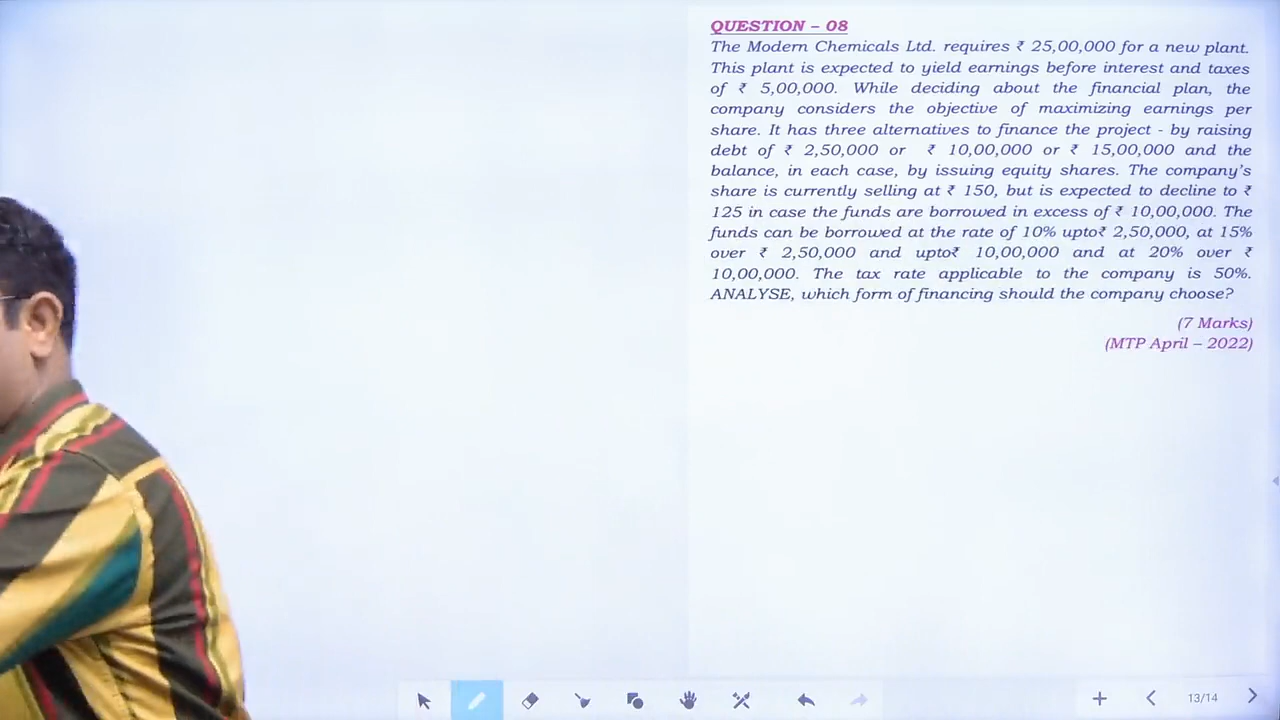 QUESTION – 08
The Modern Chemicals Ltd. requires ₹ 25,00,000 for a new plant.
This plant is expected to yield earnings before interest and taxes
of ₹ 5,00,000. While deciding about the financial plan, the
company considers the objective of maximizing earnings per
share. It has three alternatives to finance the project - by raising
debt of ₹ 2,50,000 or ₹ 10,00,000 or ₹ 15,00,000 and the
balance, in each case, by issuing equity shares. The company's
share is currently selling at ₹ 150, but is expected to decline to ₹
125 in case the funds are borrowed in excess of ₹ 10,00,000. The
funds can be borrowed at the rate of 10% upto₹ 2,50,000, at 15%
over ₹ 2,50,000 and upto₹ 10,00,000 and at 20% over ₹
10,00,000. The tax rate applicable to the company is 50%.
ANALYSE, which form of financing should the company choose?
(7 Marks)
(MTP April – 2022)
13/14